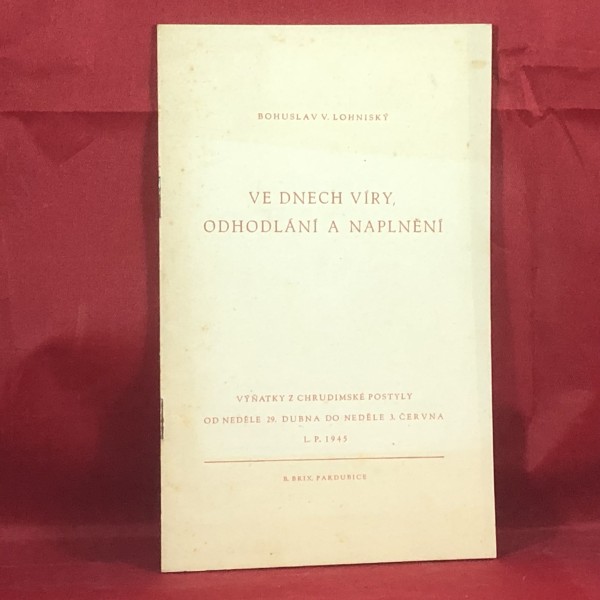 BOHUSLAV V. LOHNISKÝ
VE DNECH VÍRY,
ODHODLÁNÍ A NAPLNĚNÍ
VÝŇATKY Z CHRUDIMSKÉ POSTYLY
OD NEDĚLE 29. DUBNA DO NEDĚLE 3. ČERVNA
L. P. 1945
R. BRIX, PARDUBICE